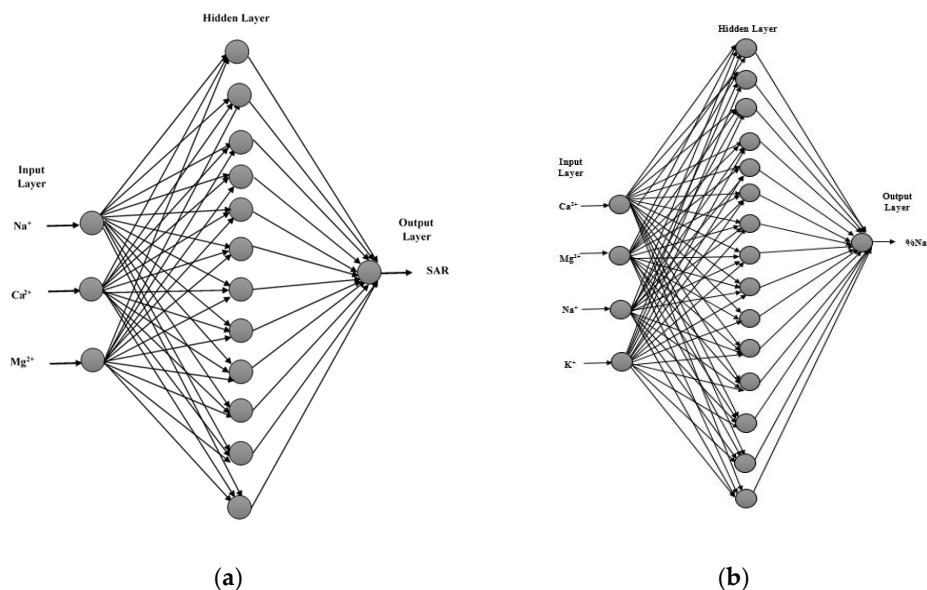 Hidden Layer
Input
Layer
Na⁺
Ca²⁺
Mg²⁺
Output
Layer
SAR
(a)
Hidden Layer
Input
Layer
Ca²⁺
Mg²⁺
Na⁺
K⁺
Output
Layer
%Na
(b)